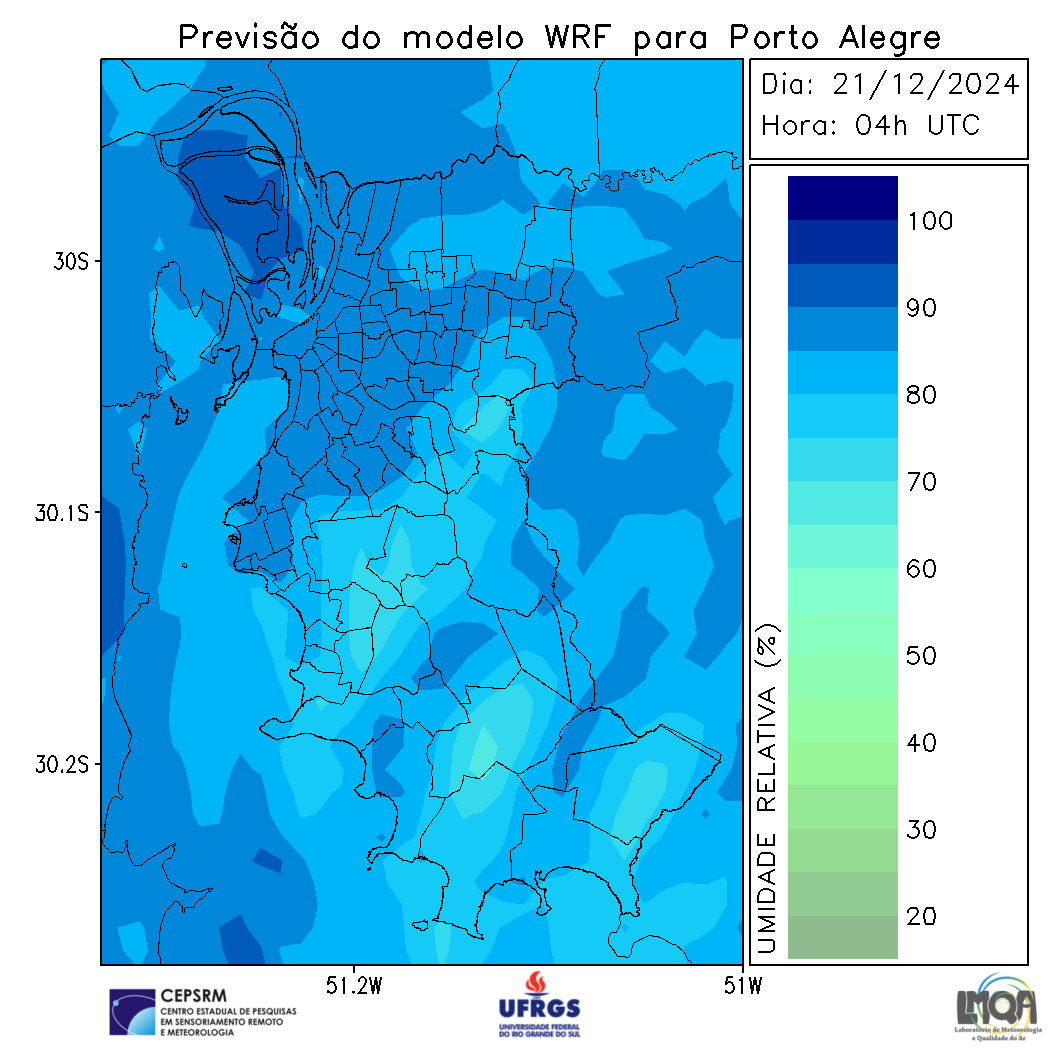 Previsão do modelo WRF para Porto Alegre
Dia: 21/12/2024
Hora: 04h UTC
100
90
80
70
60
50
40
30
20
UMIDADE RELATIVA (%)
30S
30.1S
30.2S
51.2W
51W
CEPSRM
CENTRO ESTADUAL DE PESQUISAS
EM SENSORIAMENTO REMOTO
E METEOROLOGIA
UFRGS
UNIVERSIDADE FEDERAL
DO RIO GRANDE DO SUL
LMQA
Laboratório de Meteorologia
e Qualidade do Ar